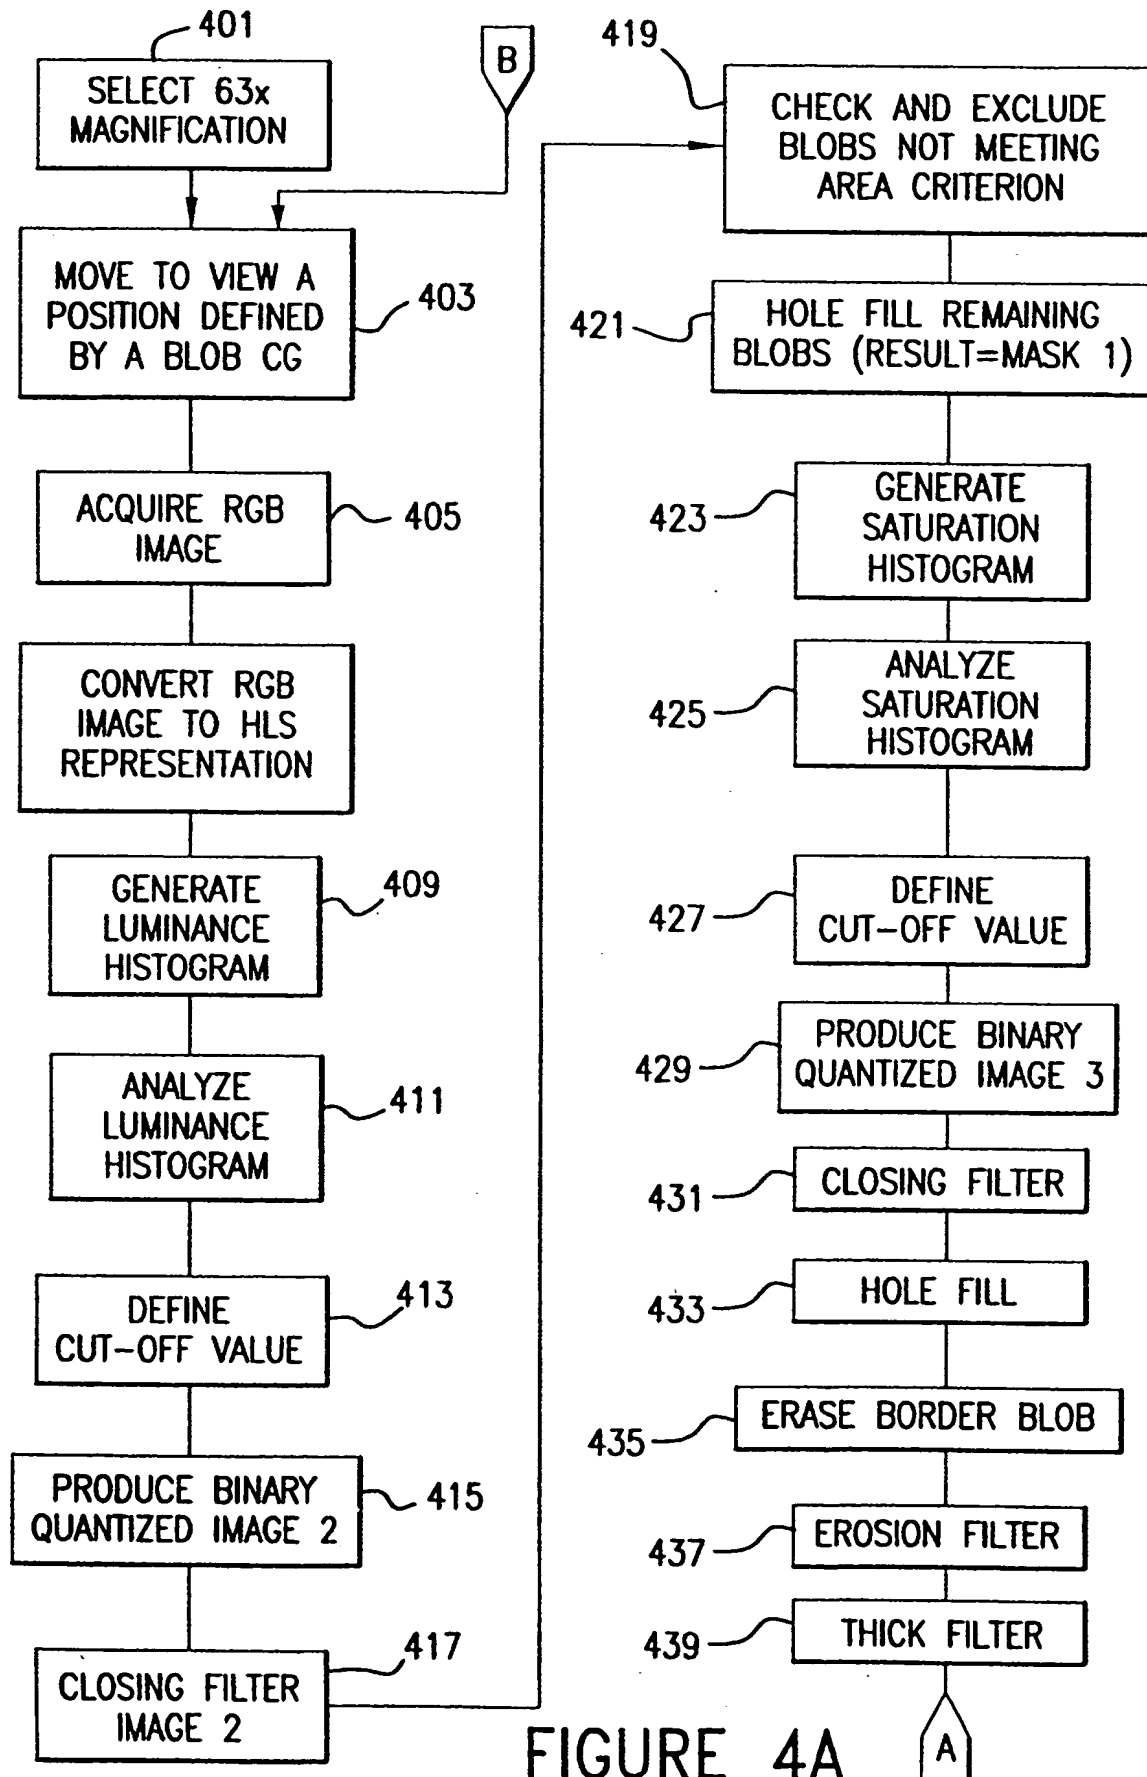 401
SELECT 63x
MAGNIFICATION
B
MOVE TO VIEW A
POSITION DEFINED
BY A BLOB CG
403
ACQUIRE RGB
IMAGE
405
CONVERT RGB
IMAGE TO HLS
REPRESENTATION
GENERATE
LUMINANCE
HISTOGRAM
409
ANALYZE
LUMINANCE
HISTOGRAM
411
DEFINE
CUT-OFF VALUE
413
PRODUCE BINARY
QUANTIZED IMAGE 2
415
CLOSING FILTER
IMAGE 2
417
419
CHECK AND EXCLUDE
BLOBS NOT MEETING
AREA CRITERION
421
HOLE FILL REMAINING
BLOBS (RESULT=MASK 1)
423
GENERATE
SATURATION
HISTOGRAM
425
ANALYZE
SATURATION
HISTOGRAM
427
DEFINE
CUT-OFF VALUE
429
PRODUCE BINARY
QUANTIZED IMAGE 3
431
CLOSING FILTER
433
HOLE FILL
435
ERASE BORDER BLOB
437
EROSION FILTER
439
THICK FILTER
A
FIGURE 4A